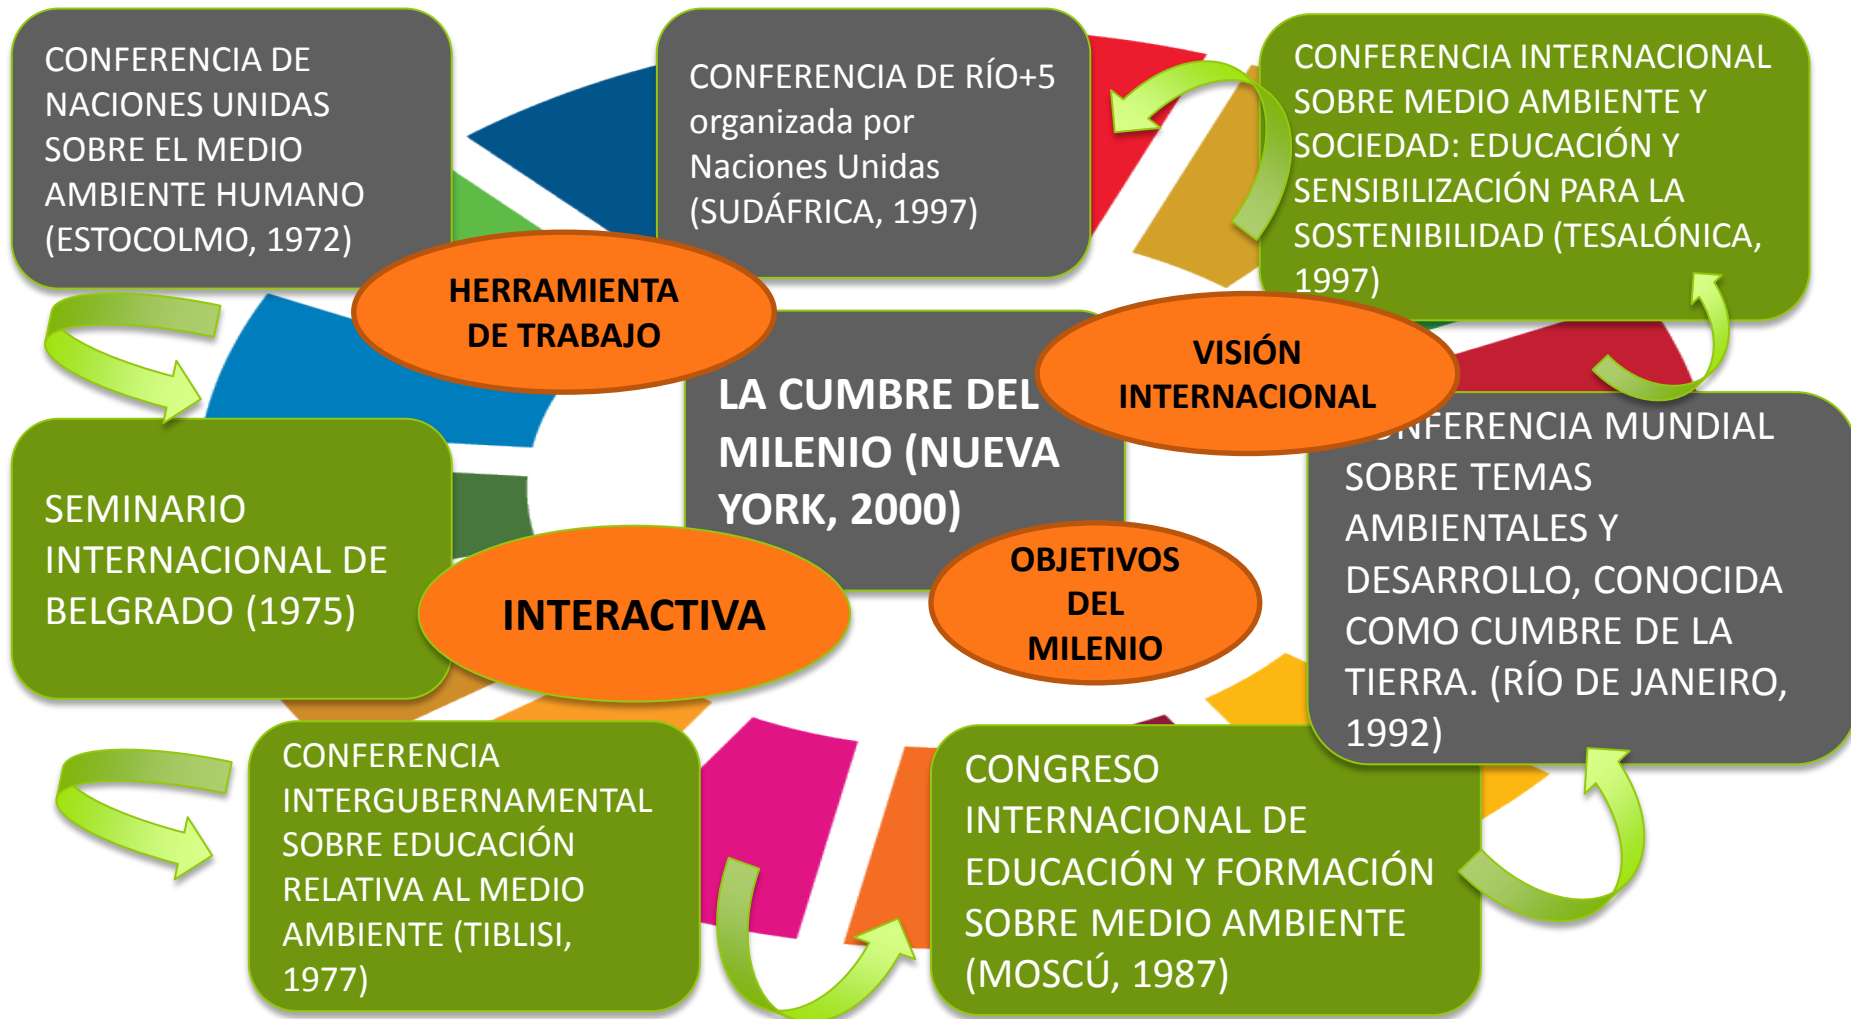 CONFERENCIA DE
NACIONES UNIDAS
SOBRE EL MEDIO
AMBIENTE HUMANO
(ESTOCOLMO, 1972)
CONFERENCIA DE RÍO+5
organizada por
Naciones Unidas
(SUDÁFRICA, 1997)
CONFERENCIA INTERNACIONAL
SOBRE MEDIO AMBIENTE Y
SOCIEDAD: EDUCACIÓN Y
SENSIBILIZACIÓN PARA LA
SOSTENIBILIDAD (TESALÓNICA,
1997)
HERRAMIENTA
DE TRABAJO
VISIÓN
INTERNACIONAL
LA CUMBRE DEL
MILENIO (NUEVA
YORK, 2000)
SEMINARIO
INTERNACIONAL DE
BELGRADO (1975)
INTERACTIVA
OBJETIVOS
DEL
MILENIO
CONFERENCIA MUNDIAL
SOBRE TEMAS
AMBIENTALES Y
DESARROLLO, CONOCIDA
COMO CUMBRE DE LA
TIERRA. (RÍO DE JANEIRO,
1992)
CONFERENCIA
INTERGUBERNAMENTAL
SOBRE EDUCACIÓN
RELATIVA AL MEDIO
AMBIENTE (TIBLISI,
1977)
CONGRESO
INTERNACIONAL DE
EDUCACIÓN Y FORMACIÓN
SOBRE MEDIO AMBIENTE
(MOSCÚ, 1987)